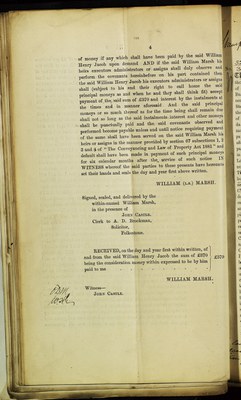 4
of money if any which shall have been paid by the said William
Henry Jacob upon demand AND if the said William Marsh his
heirs executors administrators or assigns shall duly observe and
perform the covenants hereinbefore on his part contained then
the said William Henry Jacob his executors administrators or assigns
shall (subject to his and their right to call home the said
principal moneys as and when he and they shall think fit) accept
payment of the said sum of £370 and interest by the instalments at
the times and in manner aforesaid And the said principal
moneys or so much thereof as for the time being shall remain due
shall not so long as the said instalments interest and other moneys
shall be punctually paid and the said covenants observed and
performed become payable unless and until notice requiring payment
of the same shall have been served on the said William Marsh his
heirs or assigns in the manner provided by section 67 subsections 1, 2
3 and 4 of "The Conveyancing and Law of Property Act 1881" and
default shall have been made in payment of such principal moneys
for six calendar months after the service of such notice IN
WITNESS whereof the said parties to these presents have hereunto
set their hands and seals the day and year first above written.
WILLIAM (L.S.) MARSH.
Signed, sealed, and delivered by the
within-named William Marsh,
in the presence of
John
Clerk to A. D.
Solicitor,
Folkestone.
RECEIVED, on the day and year first within written, of
and from the said William Henry Jacob the sum of £370
being the consideration money within expressed to be by him
paid to me
£370
WILLIAM MARSH.
Witness—
John